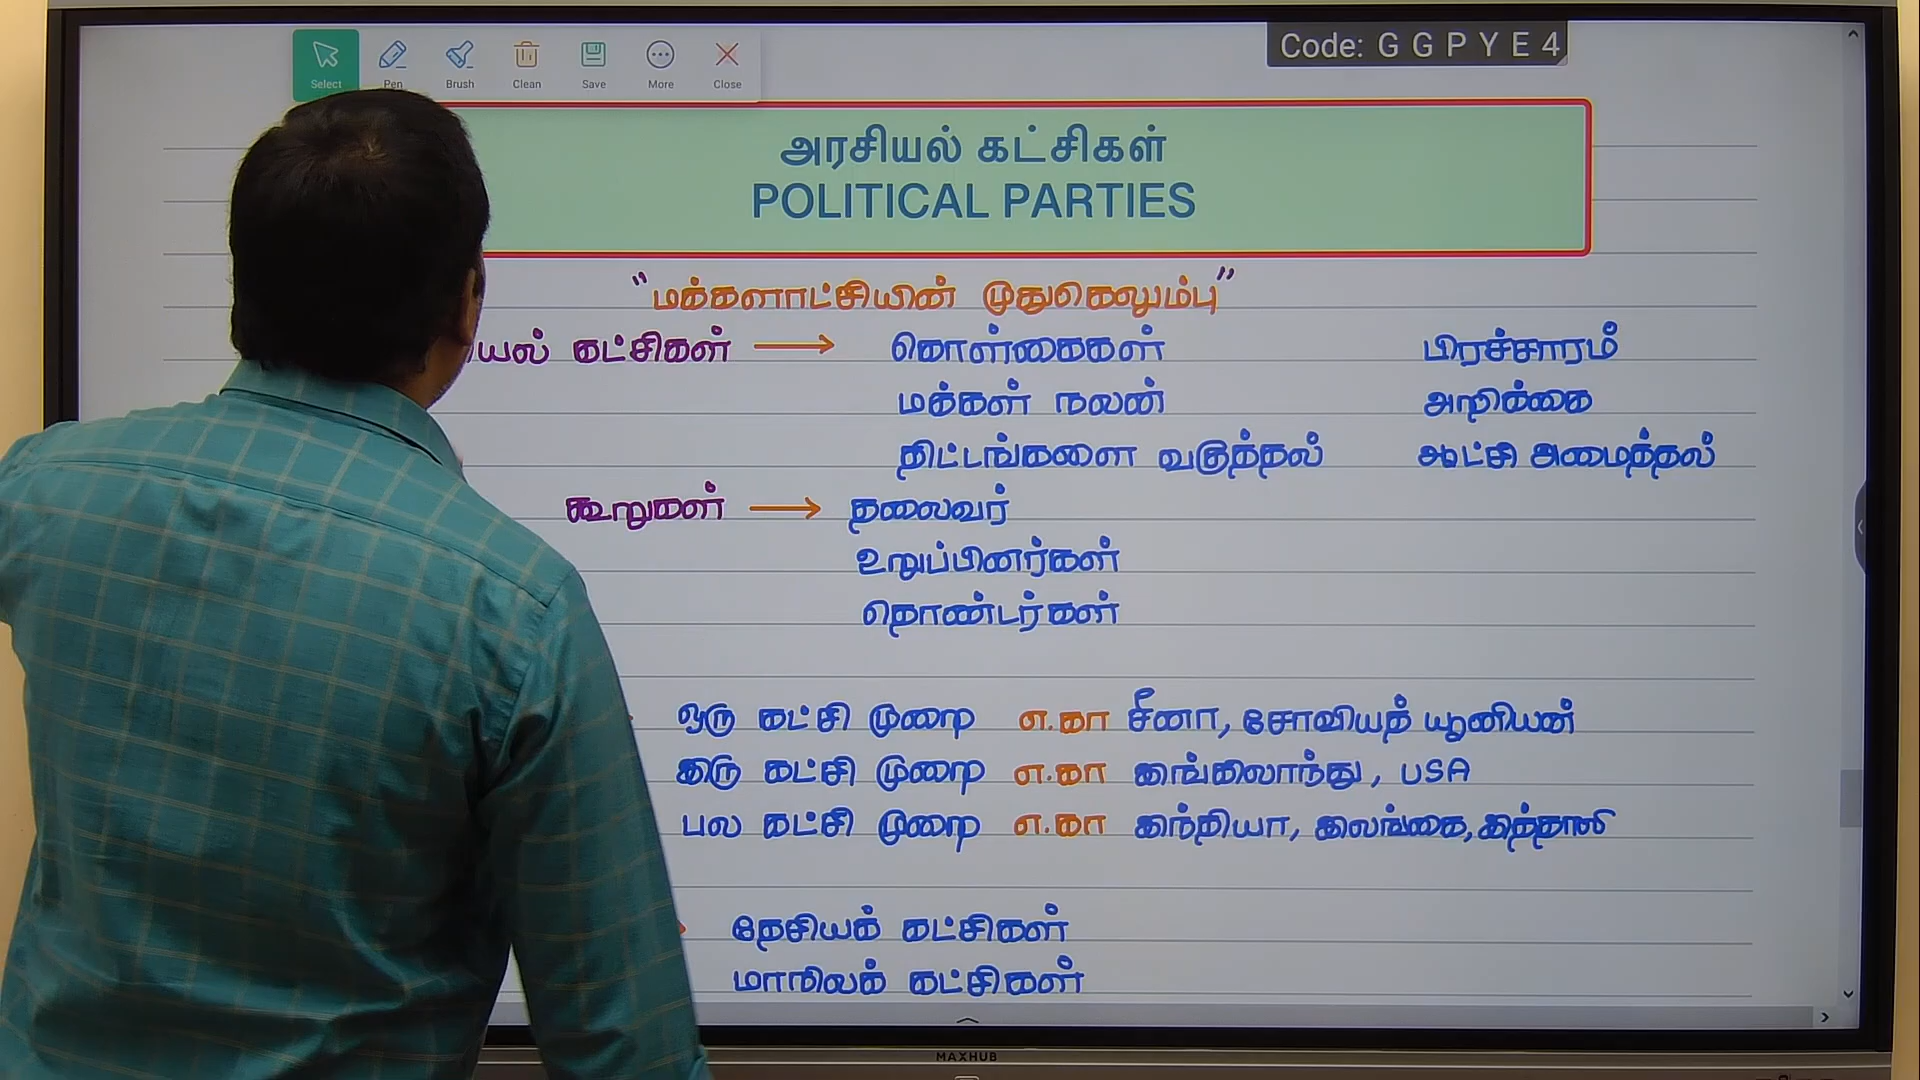 Code: G G P Y E 4
Select Pen Brush Clean Save More Close
அரசியல் கட்சிகள்
POLITICAL PARTIES
"மக்களாட்சியின் முதுகெலும்பு"
யல் கட்சிகள் → கொள்கைகள் பிரச்சாரம்
மக்கள் நலன் அறிக்கை
திட்டங்களை வகுத்தல் ஆட்சி அமைத்தல்
கூறுகள் → தலைவர்
உறுப்பினர்கள்
தொண்டர்கள்
ஒரு கட்சி முறை எ.கா சீனா, சோவியத் யூனியன்
இரு கட்சி முறை எ.கா இங்கிலாந்து, USA
பல கட்சி முறை எ.கா இந்தியா, இலங்கை, இத்தாலி
தேசியக் கட்சிகள்
மாநிலக் கட்சிகள்
MAXHUB